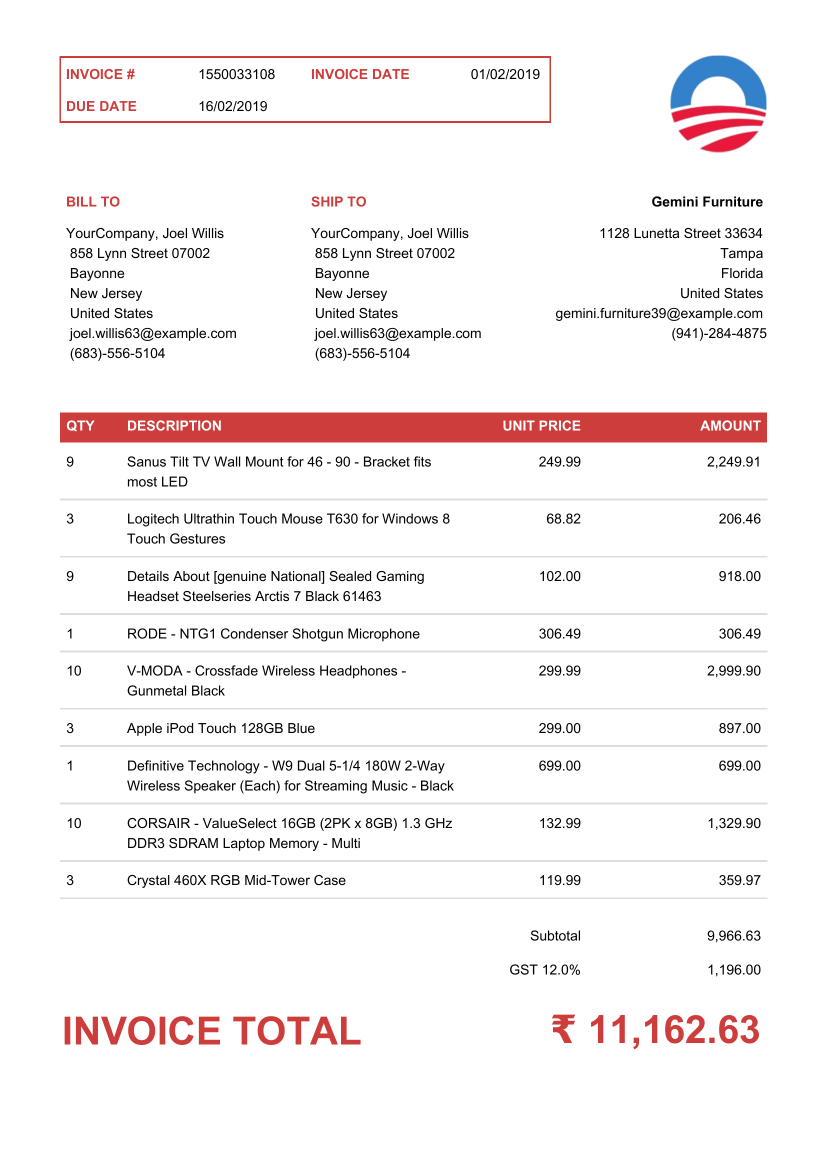 INVOICE # 1550033108 INVOICE DATE 01/02/2019
DUE DATE 16/02/2019
BILL TO
YourCompany, Joel Willis
858 Lynn Street 07002
Bayonne
New Jersey
United States
joel.willis63@example.com
(683)-556-5104
SHIP TO
YourCompany, Joel Willis
858 Lynn Street 07002
Bayonne
New Jersey
United States
joel.willis63@example.com
(683)-556-5104
Gemini Furniture
1128 Lunetta Street 33634
Tampa
Florida
United States
gemini.furniture39@example.com
(941)-284-4875
QTY DESCRIPTION UNIT PRICE AMOUNT
9 Sanus Tilt TV Wall Mount for 46 - 90 - Bracket fits 249.99 2,249.91
most LED
3 Logitech Ultrathin Touch Mouse T630 for Windows 8 68.82 206.46
Touch Gestures
9 Details About [genuine National] Sealed Gaming 102.00 918.00
Headset Steelseries Arctis 7 Black 61463
1 RODE - NTG1 Condenser Shotgun Microphone 306.49 306.49
10 V-MODA - Crossfade Wireless Headphones - 299.99 2,999.90
Gunmetal Black
3 Apple iPod Touch 128GB Blue 299.00 897.00
1 Definitive Technology - W9 Dual 5-1/4 180W 2-Way 699.00 699.00
Wireless Speaker (Each) for Streaming Music - Black
10 CORSAIR - ValueSelect 16GB (2PK x 8GB) 1.3 GHz 132.99 1,329.90
DDR3 SDRAM Laptop Memory - Multi
3 Crystal 460X RGB Mid-Tower Case 119.99 359.97
Subtotal 9,966.63
GST 12.0% 1,196.00
INVOICE TOTAL ₹ 11,162.63